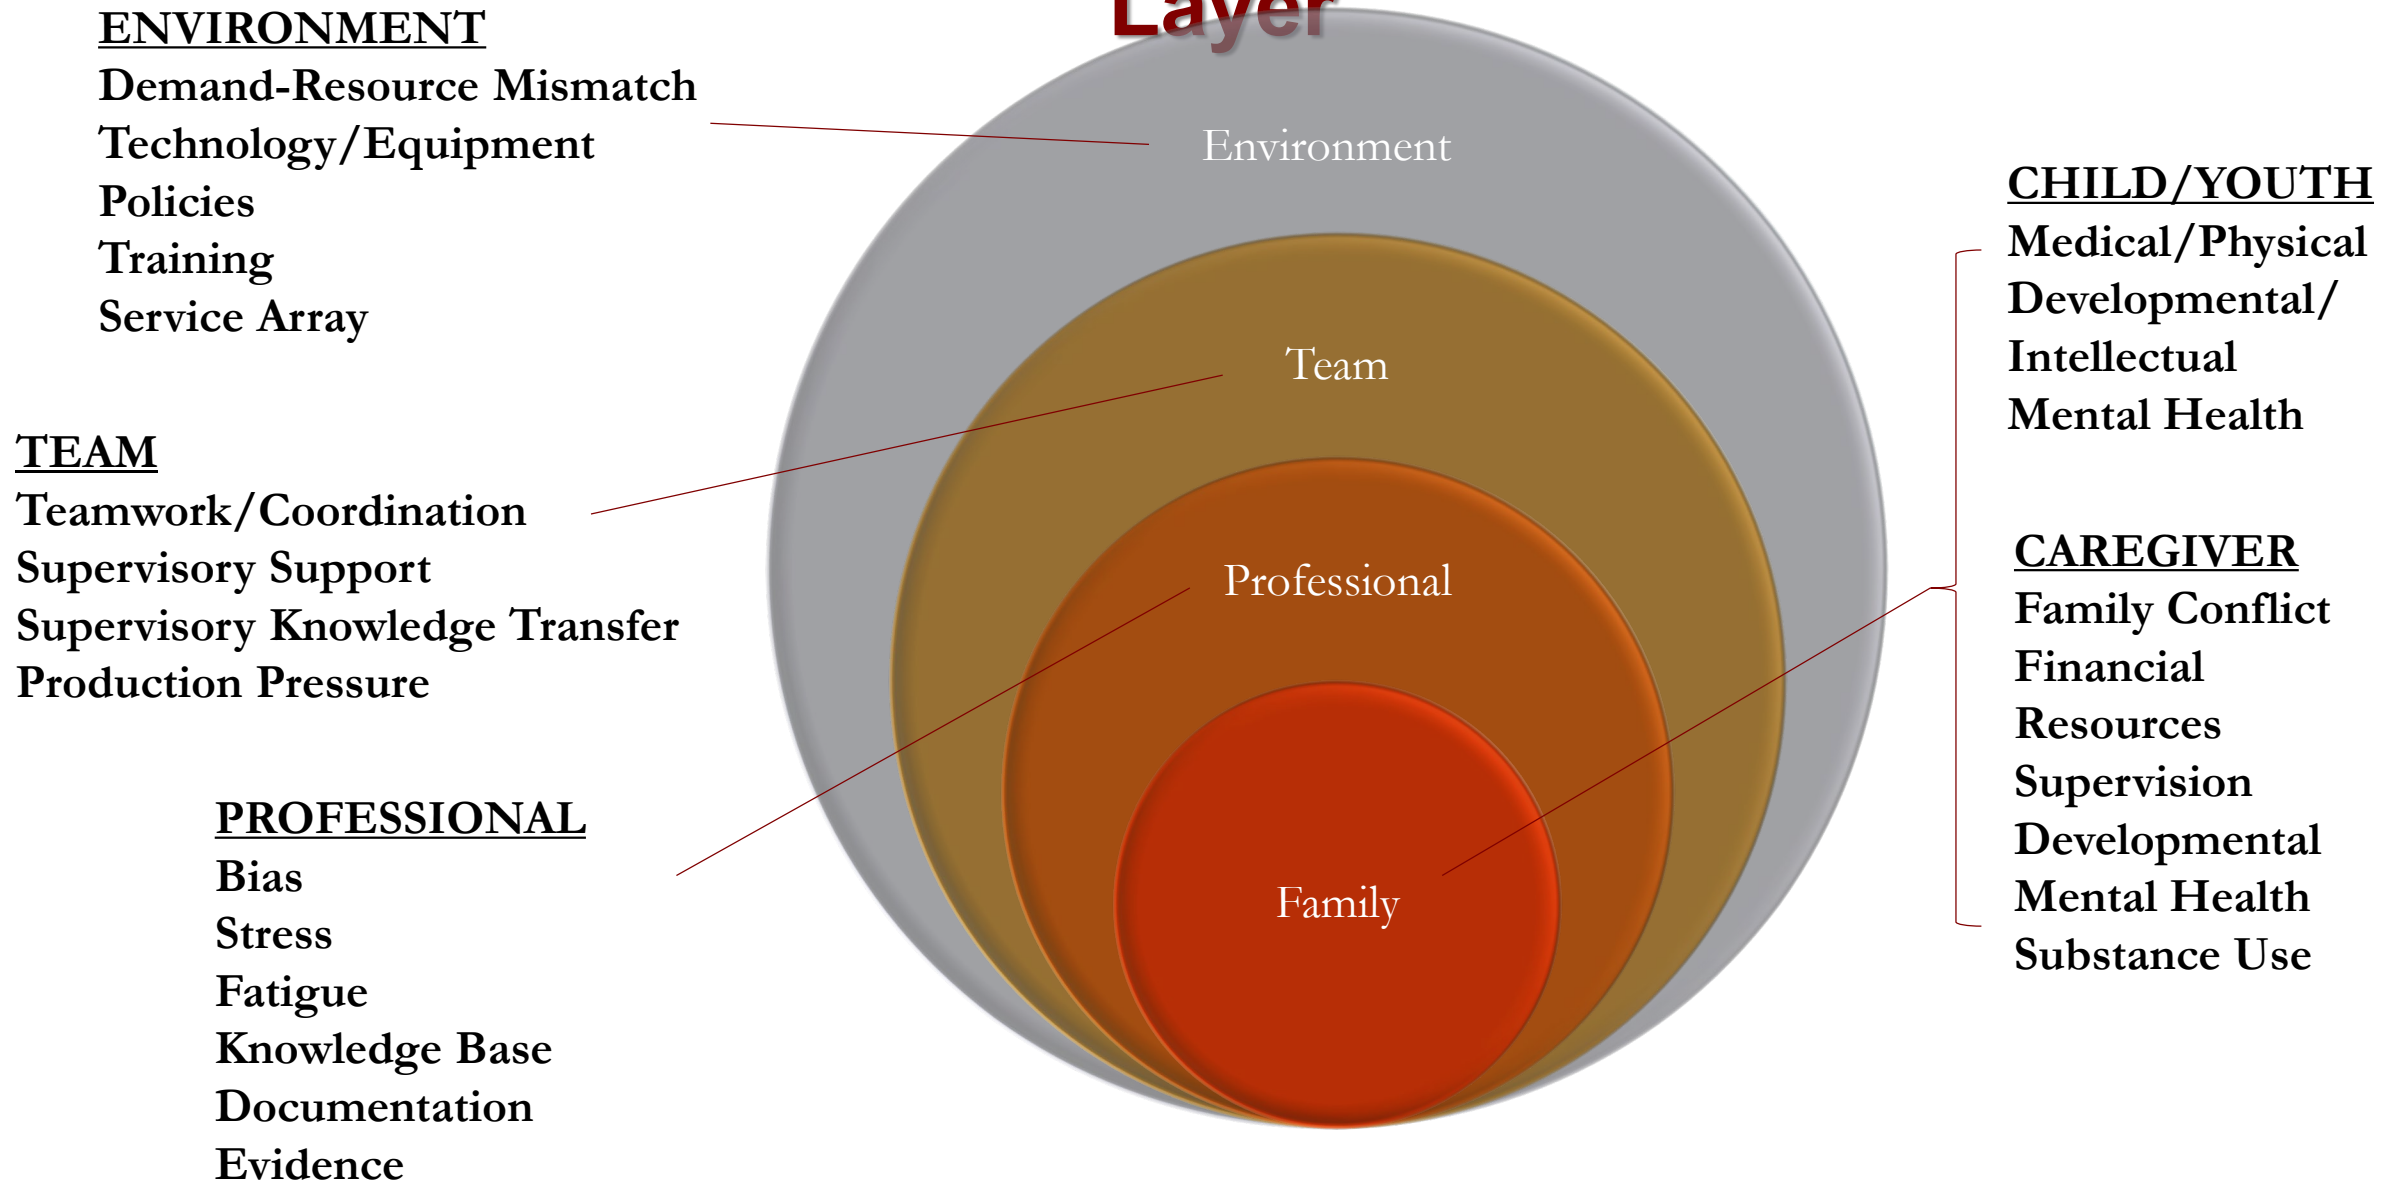 Layer
ENVIRONMENT
Demand-Resource Mismatch
Technology/Equipment
Policies
Training
Service Array
TEAM
Teamwork/Coordination
Supervisory Support
Supervisory Knowledge Transfer
Production Pressure
PROFESSIONAL
Bias
Stress
Fatigue
Knowledge Base
Documentation
Evidence
Environment
Team
Professional
Family
CHILD/YOUTH
Medical/Physical
Developmental/
Intellectual
Mental Health
CAREGIVER
Family Conflict
Financial
Resources
Supervision
Developmental
Mental Health
Substance Use